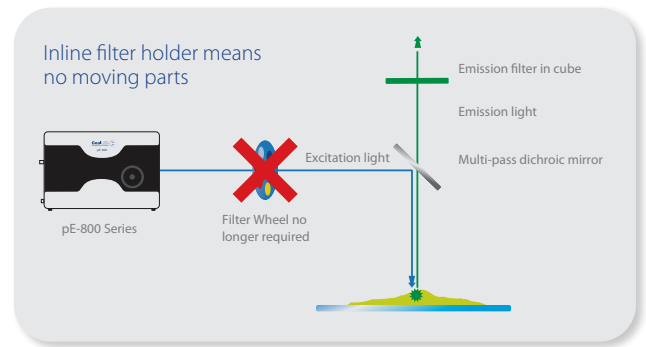 Inline filter holder means
no moving parts
Emission filter in cube
Emission light
Excitation light
Multi-pass dichroic mirror
Filter Wheel no
longer required
pE-800 Series